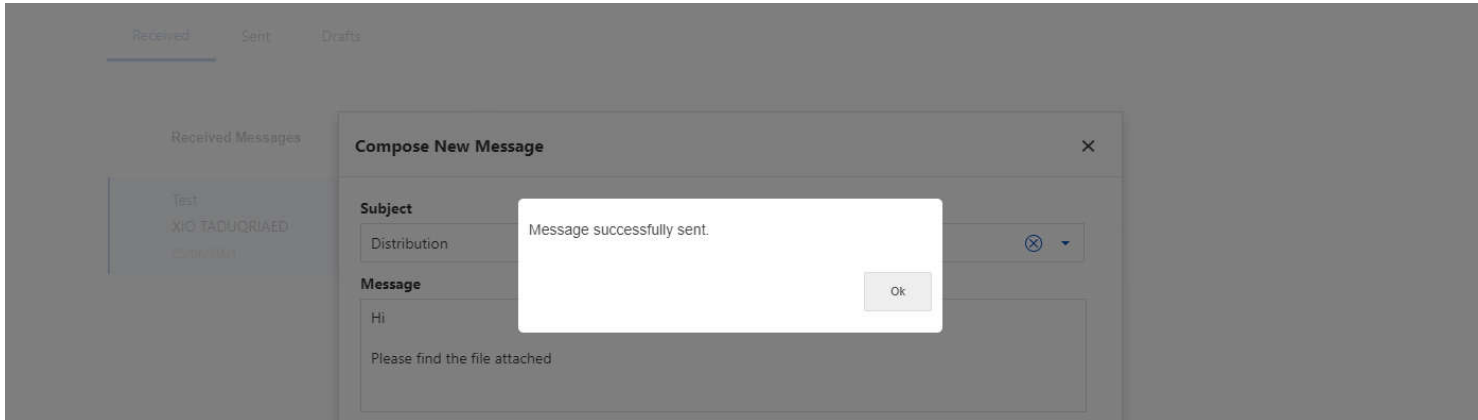 Received Sent Drafts
Received Messages
Compose New Message
Test
Subject
XIO TADUQRIAED
Distribution
Message successfully sent.
Message
Ok
Hi
Please find the file attached